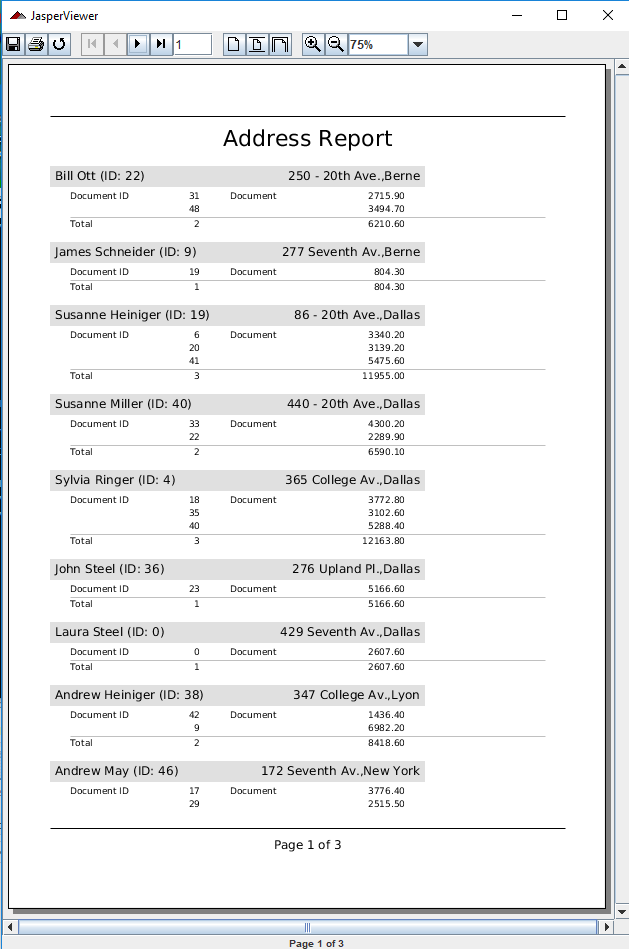 JasperViewer
1
75%
Address Report
Bill Ott (ID: 22) 250 - 20th Ave.,Berne
Document ID 31 Document 2715.90
48 3494.70
Total 2 6210.60
James Schneider (ID: 9) 277 Seventh Av.,Berne
Document ID 19 Document 804.30
Total 1 804.30
Susanne Heiniger (ID: 19) 86 - 20th Ave.,Dallas
Document ID 6 Document 3340.20
20 3139.20
41 5475.60
Total 3 11955.00
Susanne Miller (ID: 40) 440 - 20th Ave.,Dallas
Document ID 33 Document 4300.20
22 2289.90
Total 2 6590.10
Sylvia Ringer (ID: 4) 365 College Av.,Dallas
Document ID 18 Document 3772.80
35 3102.60
40 5288.40
Total 3 12163.80
John Steel (ID: 36) 276 Upland Pl.,Dallas
Document ID 23 Document 5166.60
Total 1 5166.60
Laura Steel (ID: 0) 429 Seventh Av.,Dallas
Document ID 0 Document 2607.60
Total 1 2607.60
Andrew Heiniger (ID: 38) 347 College Av.,Lyon
Document ID 42 Document 1436.40
9 6982.20
Total 2 8418.60
Andrew May (ID: 46) 172 Seventh Av.,New York
Document ID 17 Document 3776.40
29 2515.50
Page 1 of 3
Page 1 of 3